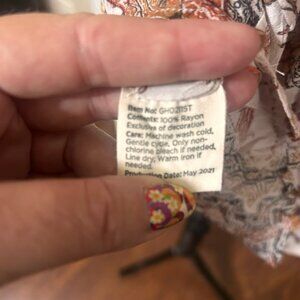 Item No: GH0211ST
Contents: 100% Rayon
Exclusive of decoration
Care: Machine wash cold,
Gentle cycle, Only non-
chlorine bleach if needed,
Line dry, Warm iron if
needed.
Production Date: May 2021